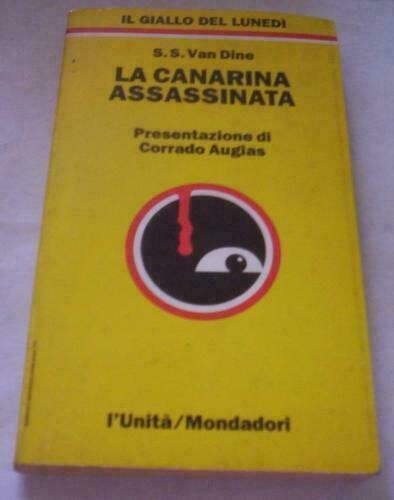 IL GIALLO DEL LUNEDÌ
S. S. Van Dine
LA CANARINA
ASSASSINATA
Presentazione di
Corrado Augias
l'Unità/Mondadori